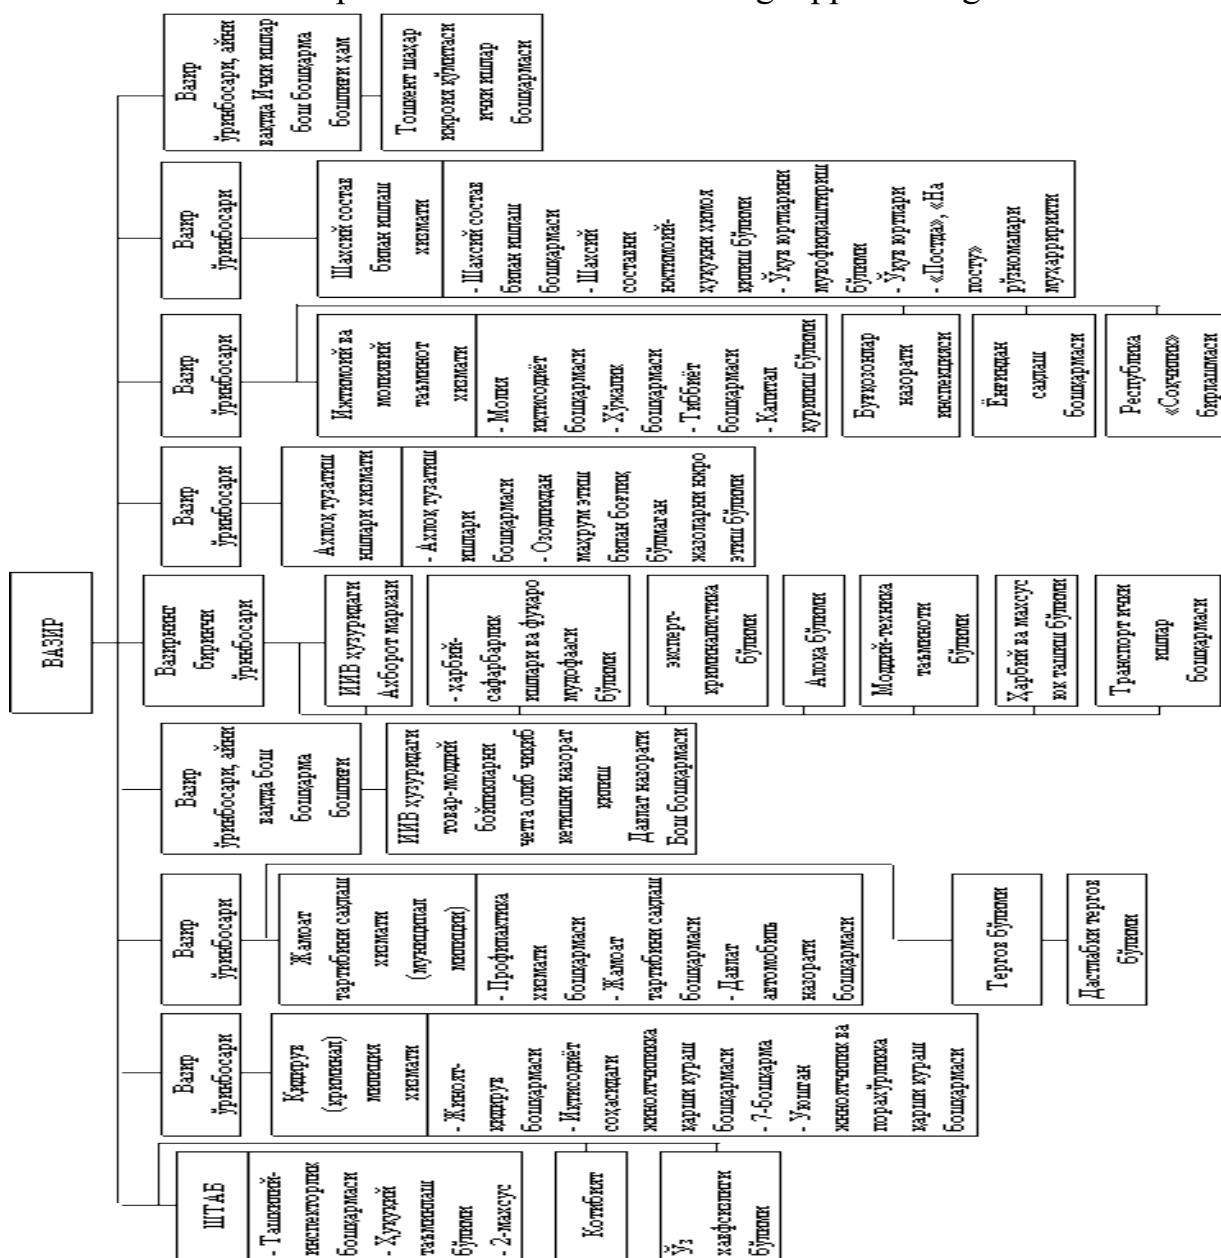 ВАЗИР
ШТАБ
- Ташкилий-
инспекторлик
бошқармаси
- Ҳуқуқий
таъминлаш
бўлими
- 2-махсус
Котибият
Ўз
хавфсизлиги
бўлими
Вазир
ўринбосари
Қидирув
(криминал)
милиция
хизмати
- Жиноят-
қидирув
бошқармаси
- Иқтисодиёт
соҳасидаги
жиноятчиликка
қарши кураш
бошқармаси
- 7-бошқарма
- Уюшган
жиноятчилик ва
порахўрликка
қарши кураш
бошқармаси
Вазир
ўринбосари
Жамоат
тартибини сақлаш
хизмати
(муниципал
милиция)
- Профилактика
хизмати
бошқармаси
- Жамоат
тартибини сақлаш
бошқармаси
- Давлат
автомобиль
назорати
бошқармаси
Тергов бўлими
Дастлабки тергов
бўлими
Вазир
ўринбосари, айни
вақтда бош
бошқарма
бошлиғи
ИИВ ҳузуридаги
товар-моддий
бойликларни
четга олиб чиқиб
кетишни назорат
қилиш
Давлат назорати
Бош бошқармаси
Вазирнинг
биринчи
ўринбосари
ИИВ ҳузуридаги
Ахборот маркази
- ҳарбий-
сафарбарлик
ишлари ва фуқаро
мудофааси
бўлими
эксперт-
криминалистика
бўлими
Алоқа бўлими
Моддий-техника
таъминоти
бўлими
Ҳарбий ва махсус
юк ташиш бўлими
Транспорт ички
ишлар
бошқармаси
Вазир
ўринбосари
Ахлоқ тузатиш
ишлари хизмати
- Ахлоқ тузатиш
ишлари
бошқармаси
- Озодликдан
маҳрум этиш
билан боғлиқ
бўлмаган
жазоларни ижро
этиш бўлими
Вазир
ўринбосари
Ижтимоий ва
молиявий
таъминот
хизмати
- Молия
иқтисодиёт
бошқармаси
- Хўжалик
бошқармаси
- Тиббиёт
бошқармаси
- Капитал
қурилиш бўлими
Буғқозонлар
назорати
инспекцияси
Ёнғиндан
сақлаш
бошқармаси
Республика
«Соқчилик»
бирлашмаси
Вазир
ўринбосари
Шахсий состав
билан ишлаш
хизмати
- Шахсий состав
билан ишлаш
бошқармаси
- Шахсий
составни
ижтимоий-
ҳуқуқни ҳимоя
қилиш бўлими
- Ўқув юртларини
мувофиқлаштириш
бўлими
- Ўқув юртлари
- «Постда», «На
посту»
рўзномалари
муҳарририяти
Вазир
ўринбосари, айни
вақтда Ички ишлар
бош бошқарма
бошлиғи ҳам
Тошкент шаҳар
ижроия қўмитаси
ички ишлар
бошқармаси